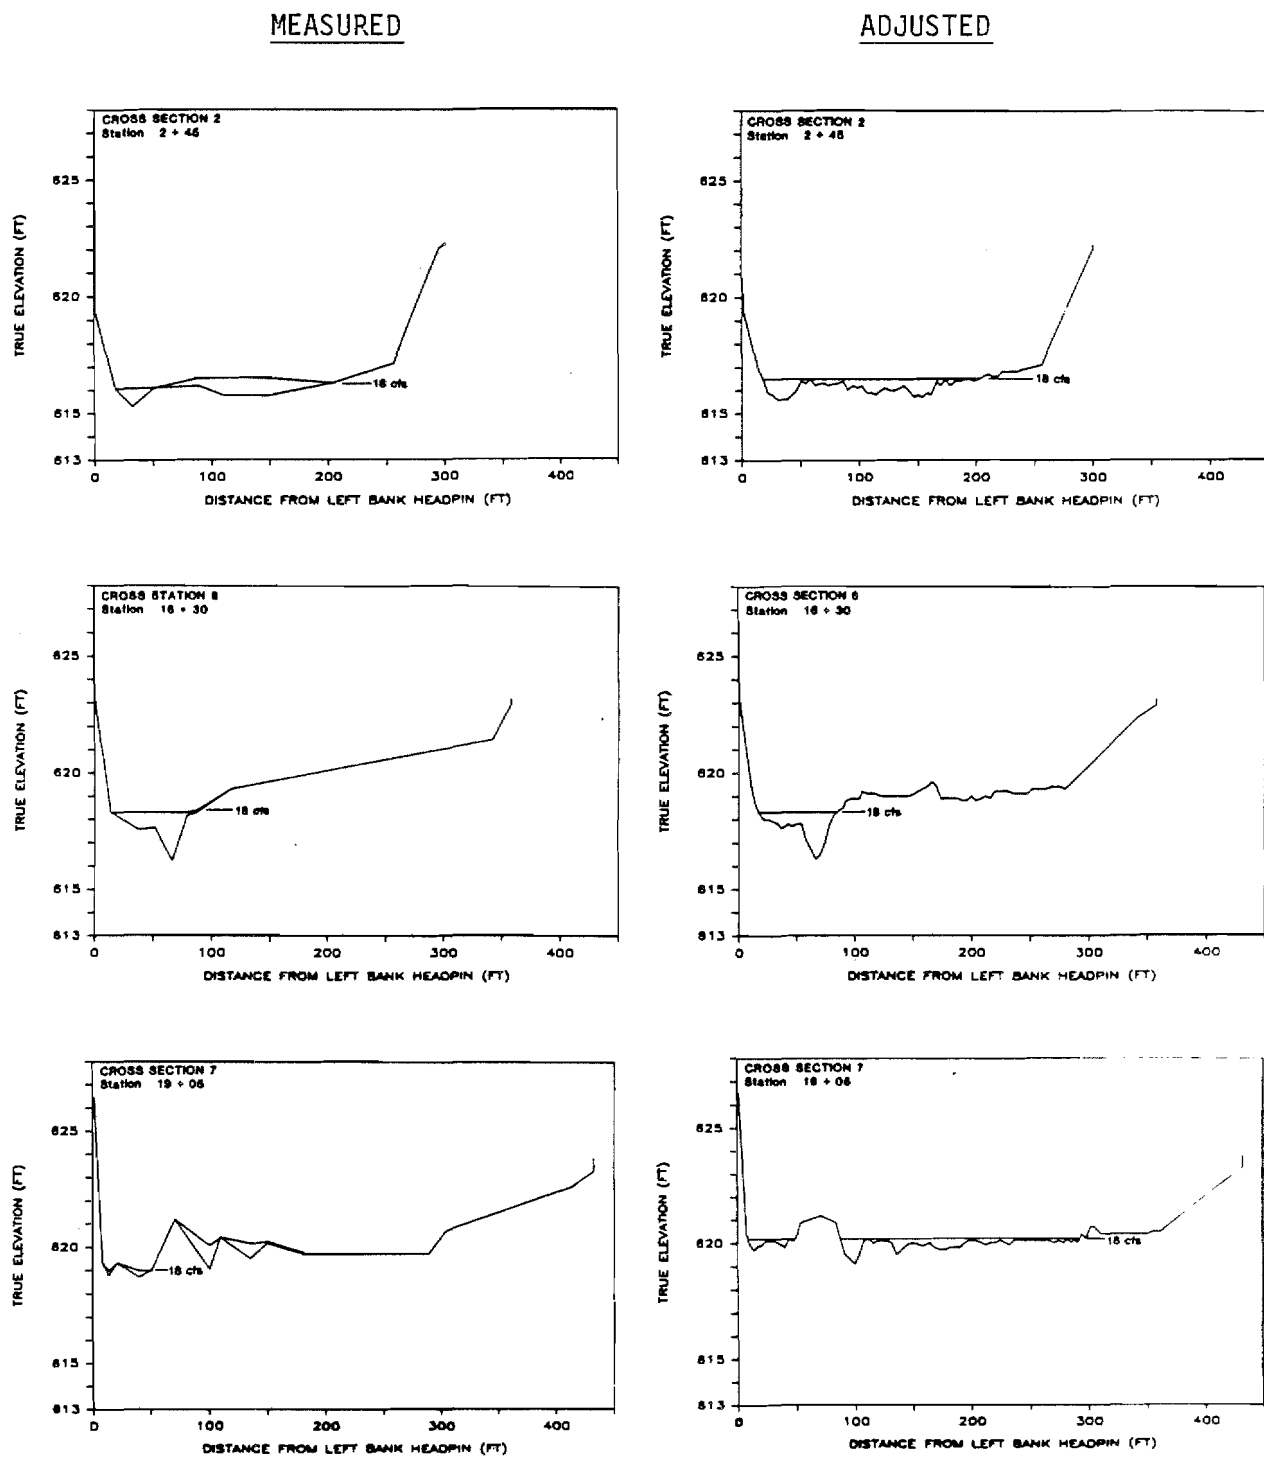 MEASURED
ADJUSTED
CROSS SECTION 2
Station 2 + 45
625
620
615
613
TRUE ELEVATION (FT)
18 cfs
0 100 200 300 400
DISTANCE FROM LEFT BANK HEADPIN (FT)
CROSS SECTION 2
Station 2 + 45
625
620
615
613
TRUE ELEVATION (FT)
18 cfs
0 100 200 300 400
DISTANCE FROM LEFT BANK HEADPIN (FT)
CROSS STATION 6
Station 16 + 30
625
620
615
613
TRUE ELEVATION (FT)
18 cfs
0 100 200 300 400
DISTANCE FROM LEFT BANK HEADPIN (FT)
CROSS SECTION 6
Station 16 + 30
625
620
615
613
TRUE ELEVATION (FT)
18 cfs
0 100 200 300 400
DISTANCE FROM LEFT BANK HEADPIN (FT)
CROSS SECTION 7
Station 19 + 05
625
620
615
613
TRUE ELEVATION (FT)
18 cfs
0 100 200 300 400
DISTANCE FROM LEFT BANK HEADPIN (FT)
CROSS SECTION 7
Station 19 + 05
625
620
615
613
TRUE ELEVATION (FT)
18 cfs
0 100 200 300 400
DISTANCE FROM LEFT BANK HEADPIN (FT)